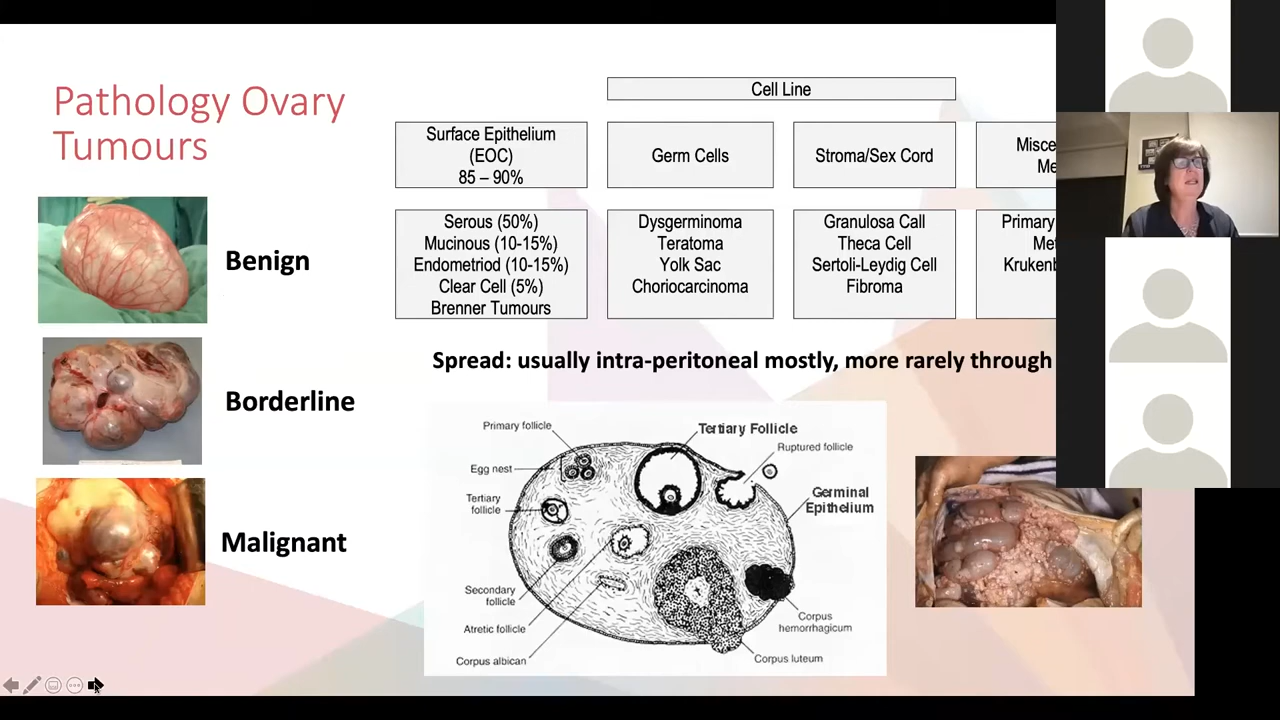 Pathology Ovary
Tumours
Benign
Borderline
Malignant
Cell Line
Surface Epithelium
(EOC)
85 – 90%
Germ Cells
Stroma/Sex Cord
Serous (50%)
Mucinous (10-15%)
Endometriod (10-15%)
Clear Cell (5%)
Brenner Tumours
Dysgerminoma
Teratoma
Yolk Sac
Choriocarcinoma
Granulosa Call
Theca Cell
Sertoli-Leydig Cell
Fibroma
Primary
Spread: usually intra-peritoneal mostly, more rarely through
Primary follicle
Egg nest
Tertiary
follicle
Secondary
follicle
Atretic follicle
Corpus albican
Tertiary Follicle
Ruptured follicle
Germinal
Epithelium
Corpus
hemorrhagicum
Corpus luteum